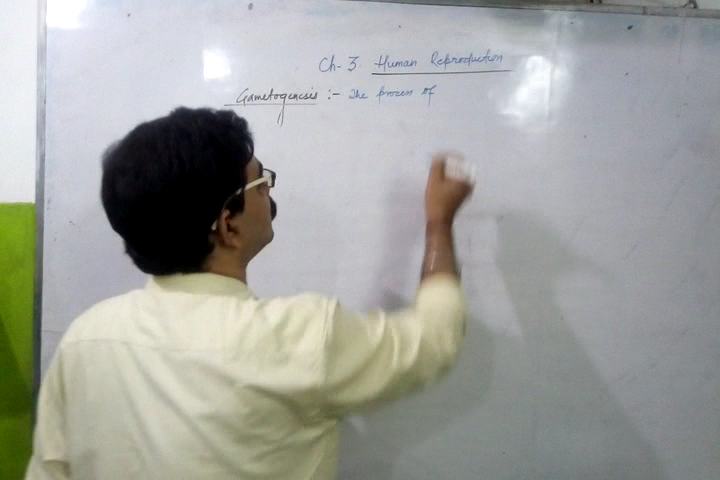 Ch- 3 Human Reproduction
Gametogenesis :- The process of